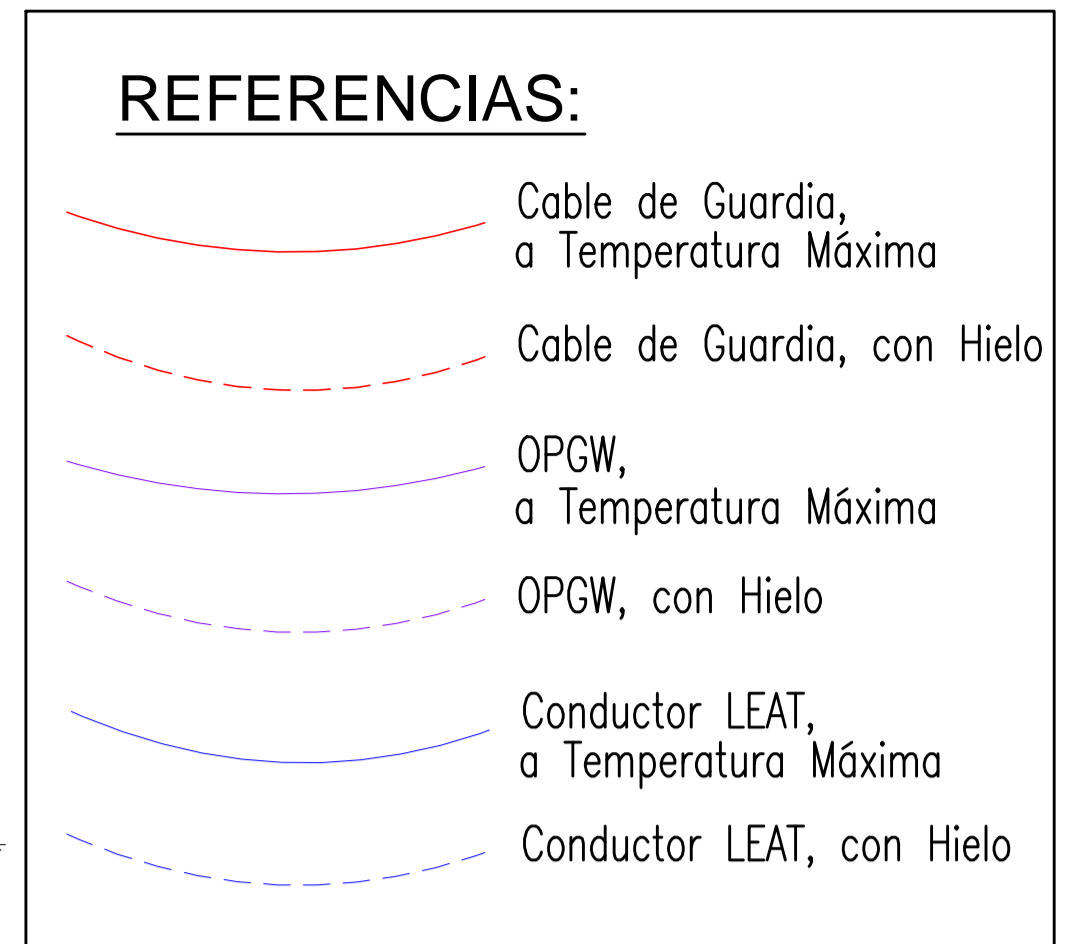 REFERENCIAS:
Cable de Guardia,
a Temperatura Máxima
Cable de Guardia, con Hielo
OPGW,
a Temperatura Máxima
OPGW, con Hielo
Conductor LEAT,
a Temperatura Máxima
Conductor LEAT, con Hielo